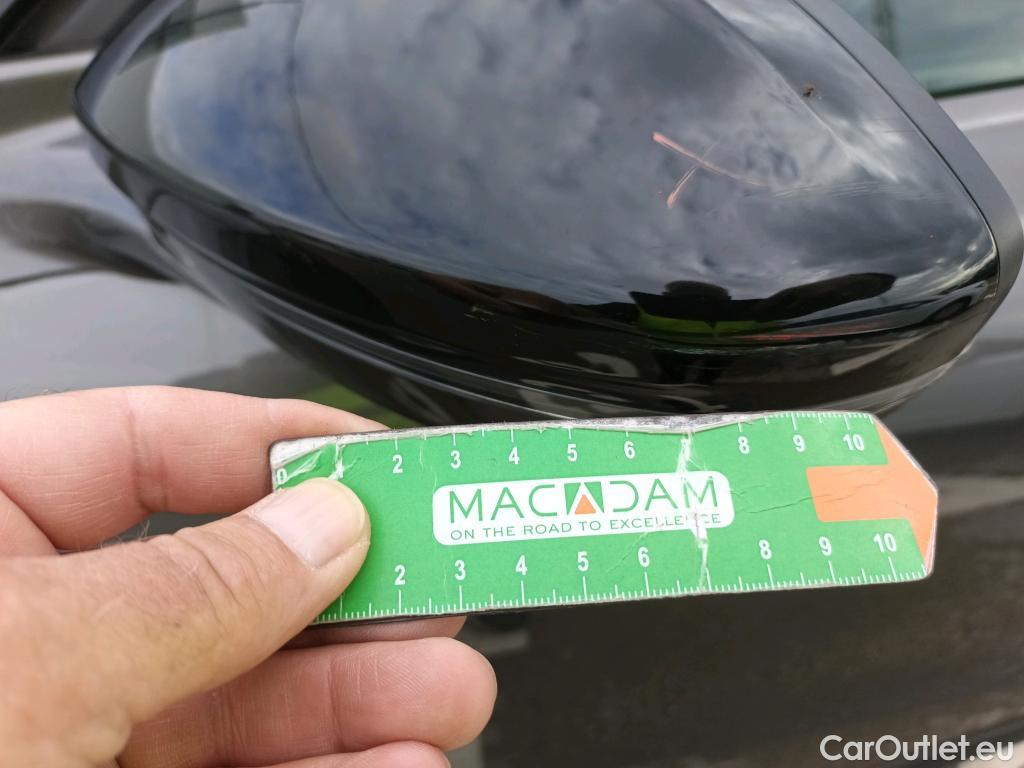 0 2 3 4 5 6 8 9 10
MACADAM
ON THE ROAD TO EXCELLENCE
2 3 4 5 6 8 9 10
CarOutlet.eu